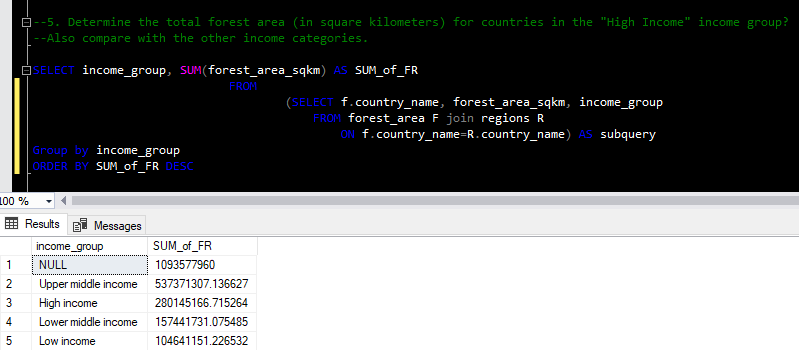 --5. Determine the total forest area (in square kilometers) for countries in the "High Income" income group?
--Also compare with the other income categories.
SELECT income_group, SUM(forest_area_sqkm) AS SUM_of_FR
FROM
(SELECT f.country_name, forest_area_sqkm, income_group
FROM forest_area F join regions R
ON f.country_name=R.country_name) AS subquery
Group by income_group
ORDER BY SUM_of_FR DESC
100 %
Results Messages
income_group SUM_of_FR
1 NULL 1093577960
2 Upper middle income 537371307.136627
3 High income 280145166.715264
4 Lower middle income 157441731.075485
5 Low income 104641151.226532